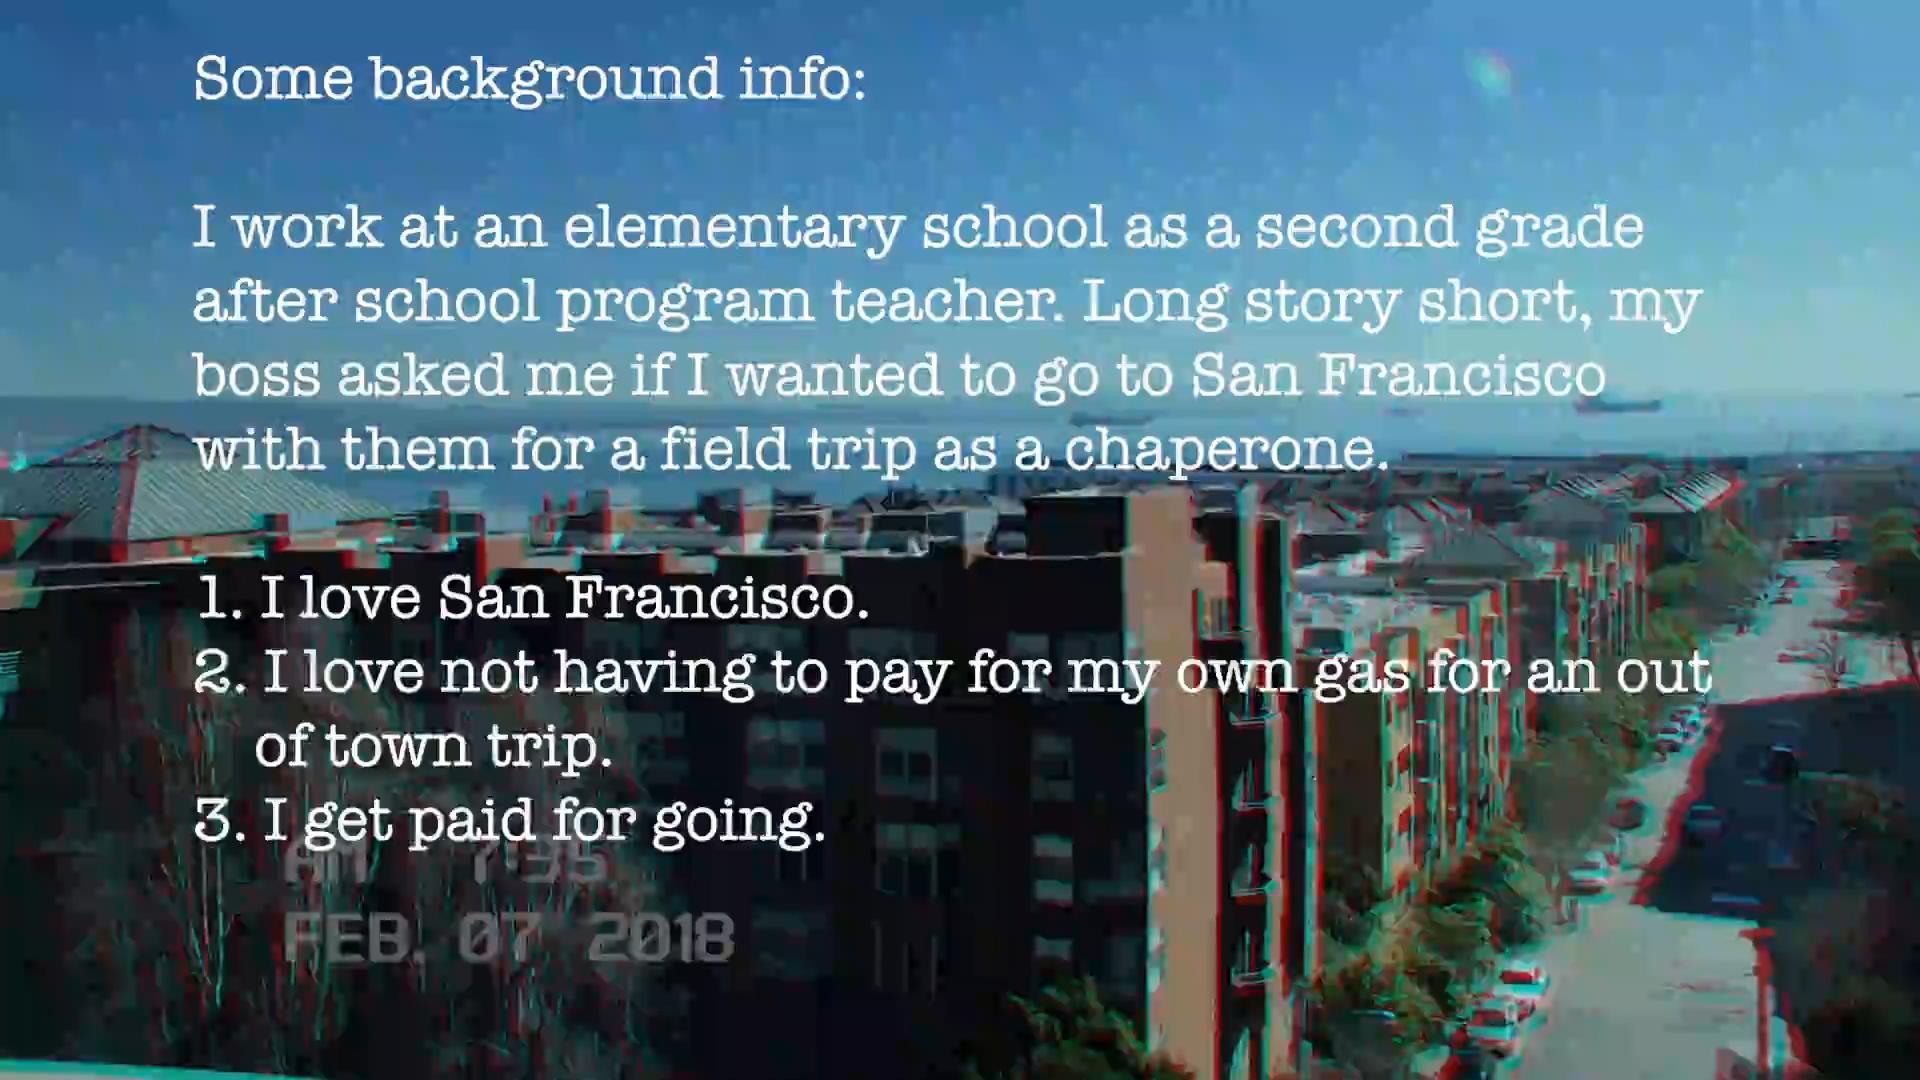 Some background info:
I work at an elementary school as a second grade
after school program teacher. Long story short, my
boss asked me if I wanted to go to San Francisco
with them for a field trip as a chaperone.
1. I love San Francisco.
2. I love not having to pay for my own gas for an out
of town trip.
3. I get paid for going.
AM 7:35
FEB. 07 2018